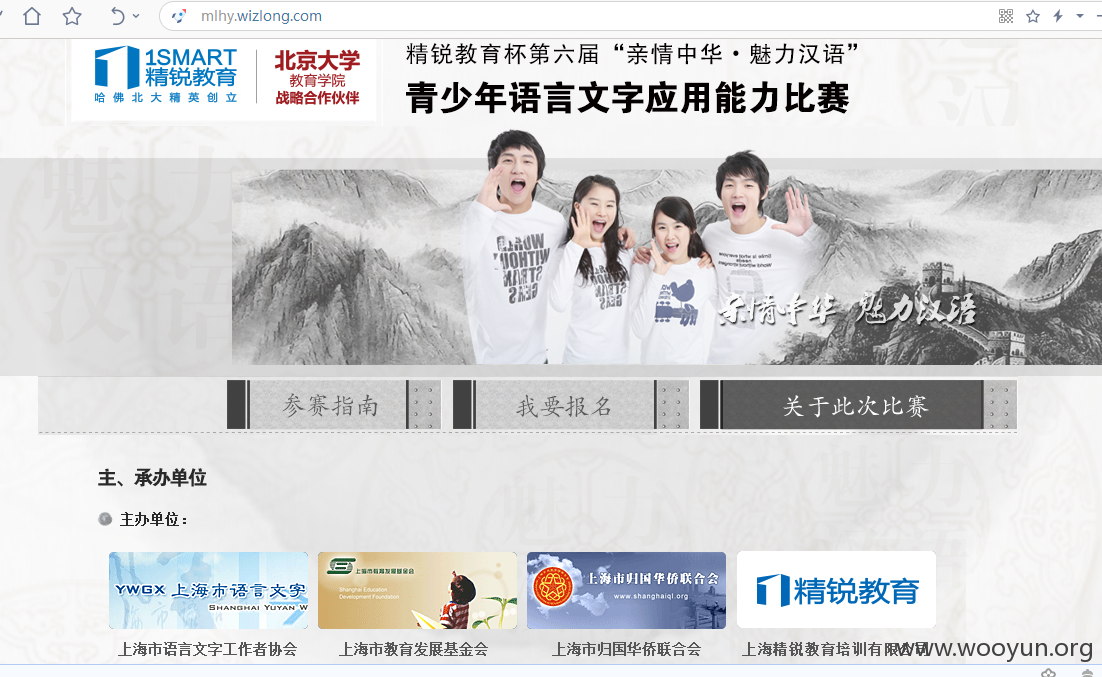 mlhy.wizlong.com
1SMART
精锐教育
哈佛北大精英创立
北京大学
教育学院
战略合作伙伴
精锐教育杯第六届“亲情中华·魅力汉语”
青少年语言文字应用能力比赛
亲情中华 魅力汉语
参赛指南
我要报名
关于此次比赛
主、承办单位
主办单位：
YWGX 上海市语言文字
SHANGHAI YUYAN W
上海市教育发展基金会
Shanghai Education
Development Foundation
上海市归国华侨联合会
www.shanghaiql.org
精锐教育
上海市语言文字工作者协会
上海市教育发展基金会
上海市归国华侨联合会
上海精锐教育培训有限公司
www.wooyun.org